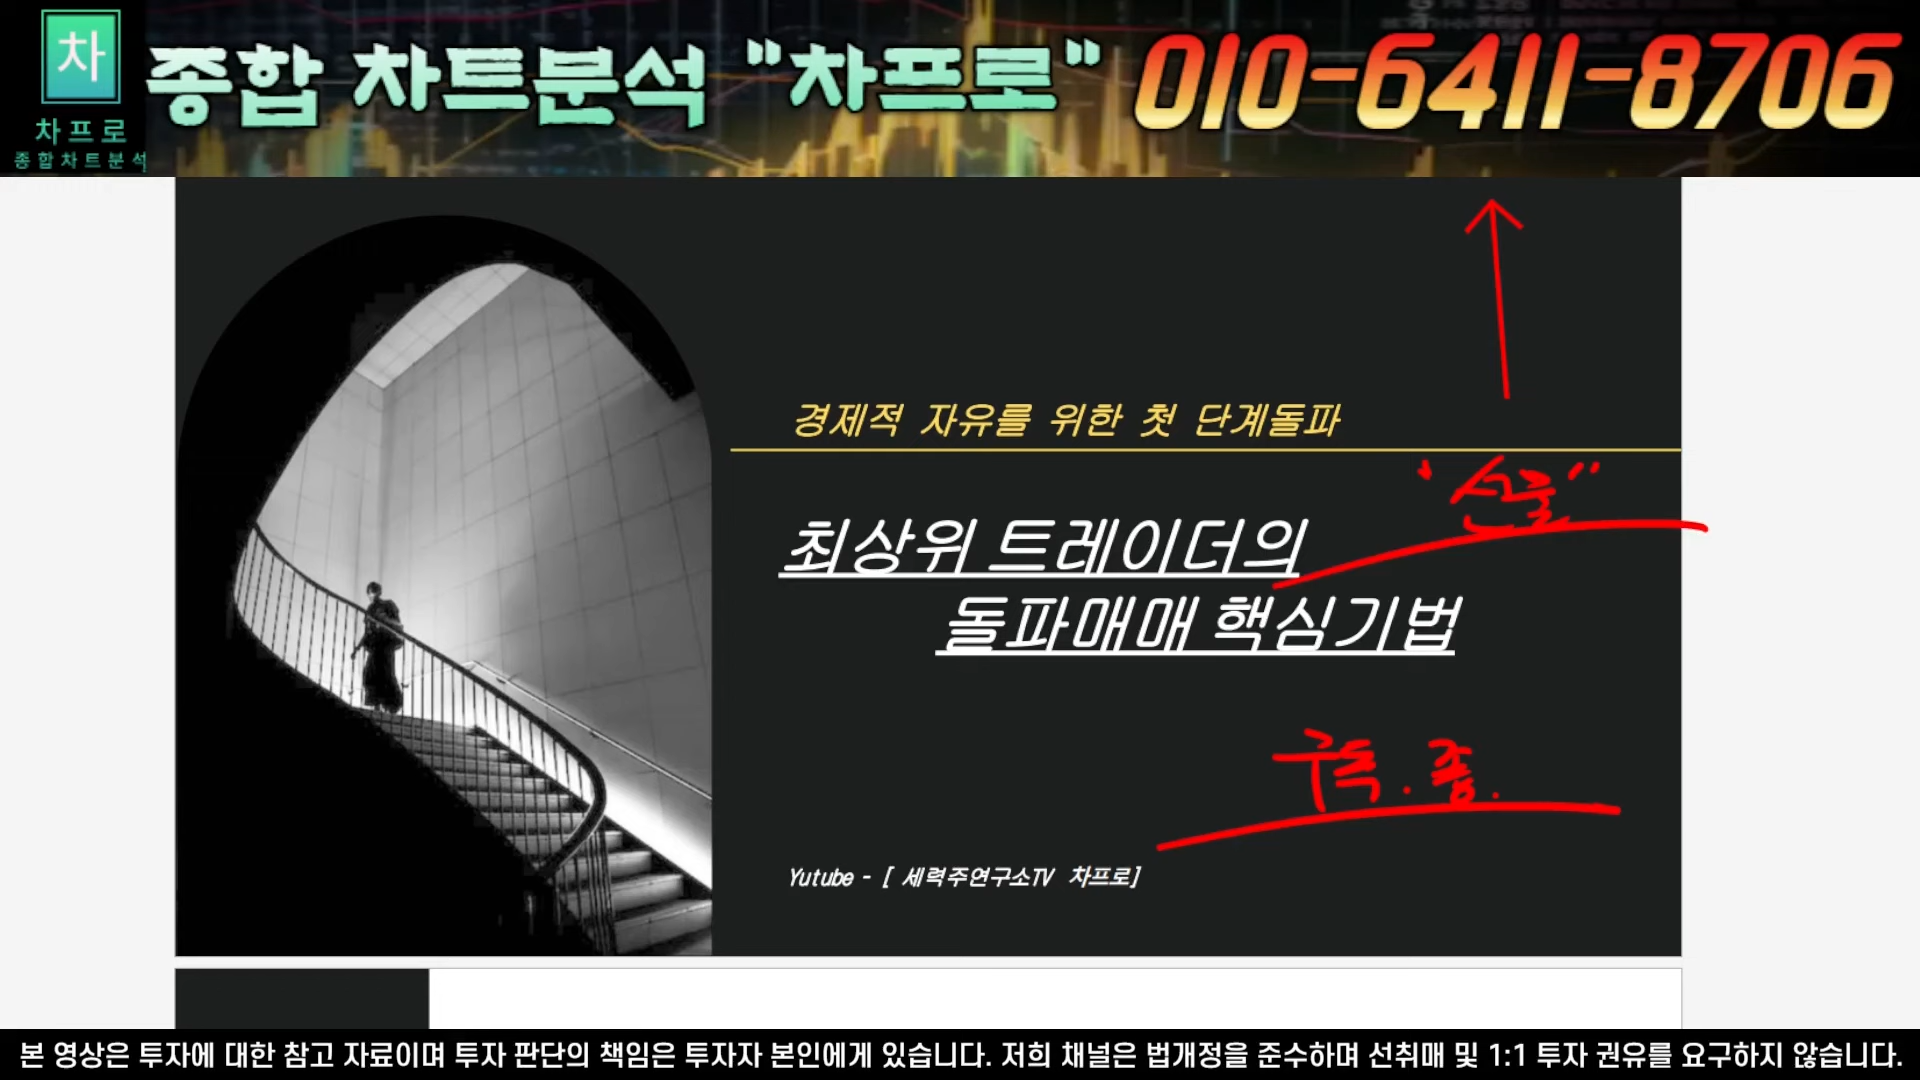 차
차프로
종합차트분석
종합 차트분석 "차프로" 010-6411-8706
경제적 자유를 위한 첫 단계돌파
"선물"
최상위 트레이더의
돌파매매 핵심기법
구독. 좋.
Yutube - [ 세력주연구소TV 차프로]
본 영상은 투자에 대한 참고 자료이며 투자 판단의 책임은 투자자 본인에게 있습니다. 저희 채널은 법개정을 준수하며 선취매 및 1:1 투자 권유를 요구하지 않습니다.